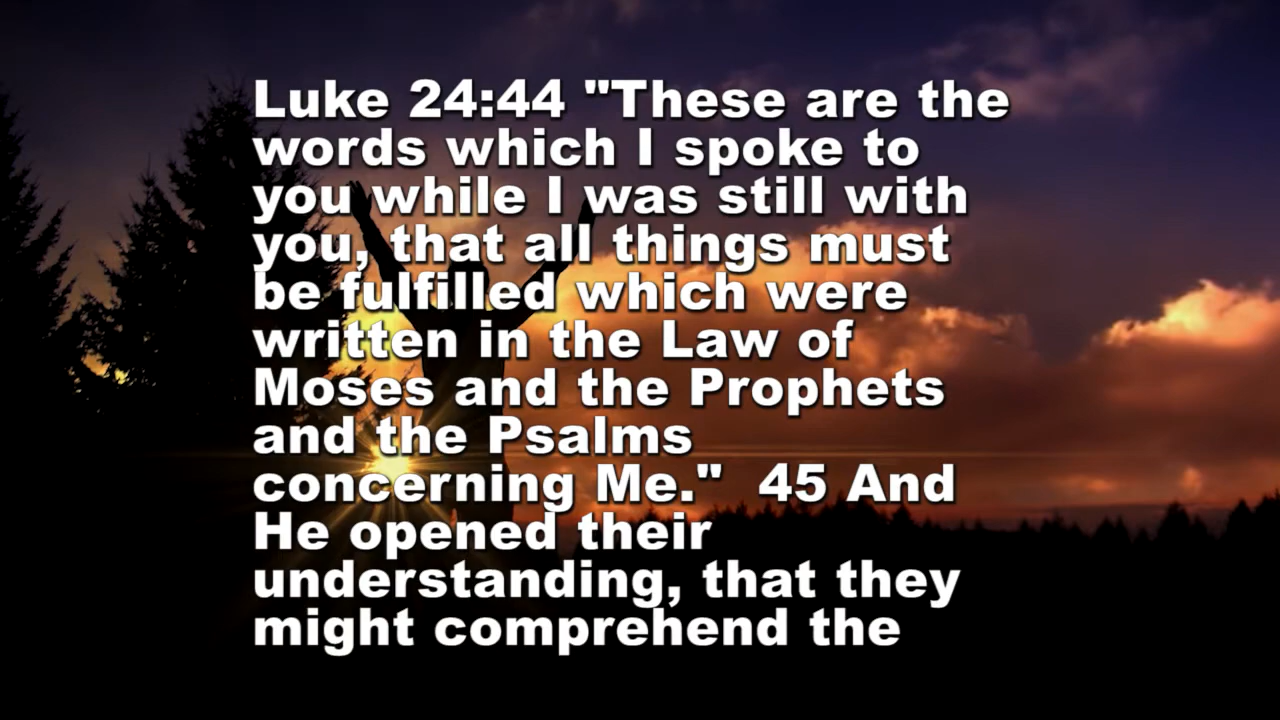 Luke 24:44 "These are the
words which I spoke to
you while I was still with
you, that all things must
be fulfilled which were
written in the Law of
Moses and the Prophets
and the Psalms
concerning Me."  45 And
He opened their
understanding, that they
might comprehend the